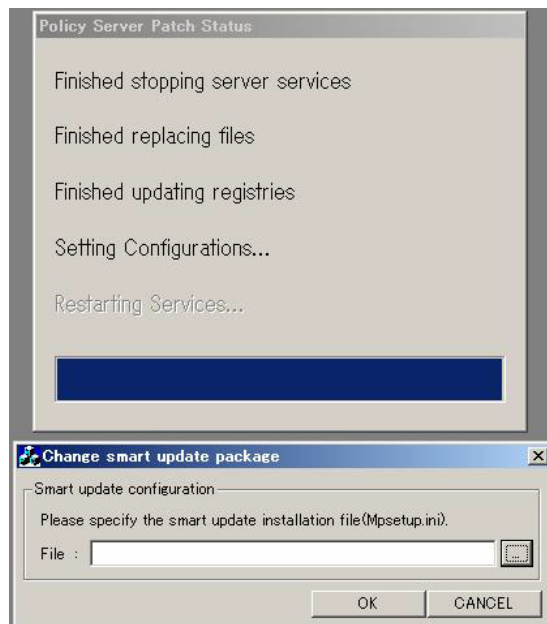 Policy Server Patch Status
Finished stopping server services
Finished replacing files
Finished updating registries
Setting Configurations...
Restarting Services...
Change smart update package
Smart update configuration
Please specify the smart update installation file(Mpsetup.ini).
File :
...
OK CANCEL